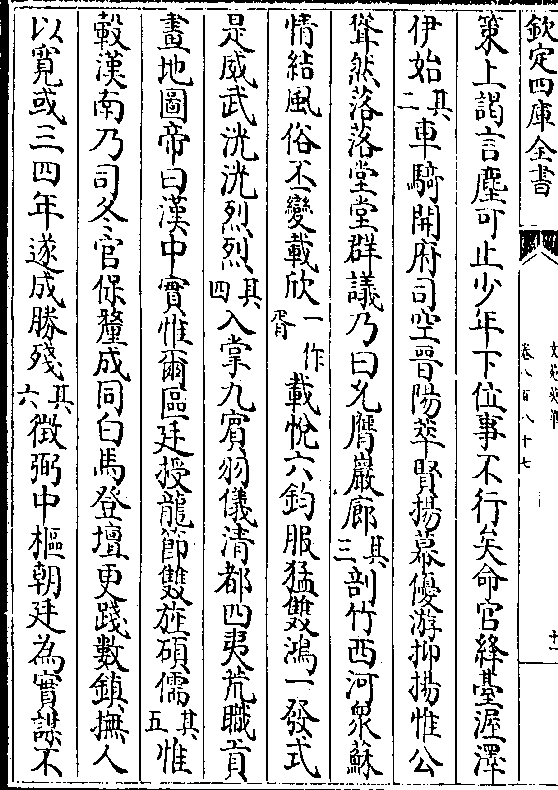 欽定四庫全書
文苑英華
卷八百八十七
十一
策上謁言塵可止少年下位事不行矣命官絳臺渥澤
伊始其二車騎開府司空晉陽萃賢揚幕優游抑揚惟公
聳然落落堂堂群議乃曰允膺巖廊其三剖竹西河衆蘇
情結風俗丕變載欣一作胥載悅六鈞服猛雙鴻一發式
是威武洸洸烈烈其四入掌九賓羽儀清都四夷荒職貢
畫地圖帝曰漢中實惟爾區廷授龍節雙旌碩儒其五惟
轂漢南乃司冬官保釐成同白馬登壇更踐數鎮撫人
以寛或三四年遂成勝殘其六徴弼中樞朝廷為實謀不